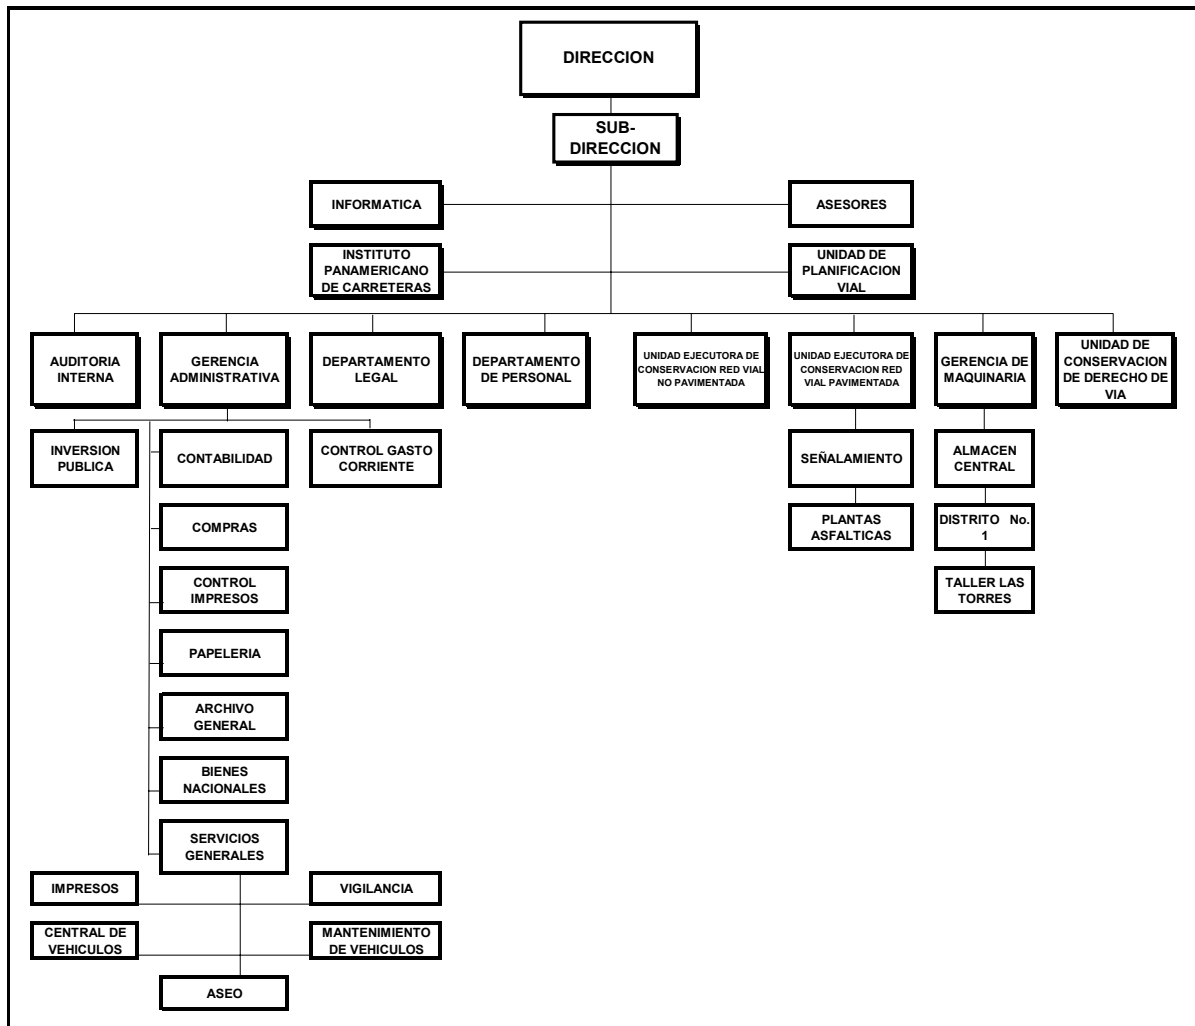 DIRECCION
SUB-
DIRECCION
INFORMATICA
ASESORES
INSTITUTO
PANAMERICANO
DE CARRETERAS
UNIDAD DE
PLANIFICACION
VIAL
AUDITORIA
INTERNA
GERENCIA
ADMINISTRATIVA
DEPARTAMENTO
LEGAL
DEPARTAMENTO
DE PERSONAL
UNIDAD EJECUTORA DE
CONSERVACION RED VIAL
NO PAVIMENTADA
UNIDAD EJECUTORA DE
CONSERVACION RED
VIAL PAVIMENTADA
GERENCIA DE
MAQUINARIA
UNIDAD DE
CONSERVACION
DE DERECHO DE
VIA
INVERSION
PUBLICA
CONTABILIDAD
CONTROL GASTO
CORRIENTE
SEÑALAMIENTO
ALMACEN
CENTRAL
COMPRAS
PLANTAS
ASFALTICAS
DISTRITO No.
1
CONTROL
IMPRESOS
TALLER LAS
TORRES
PAPELERIA
ARCHIVO
GENERAL
BIENES
NACIONALES
SERVICIOS
GENERALES
IMPRESOS
VIGILANCIA
CENTRAL DE
VEHICULOS
MANTENIMIENTO
DE VEHICULOS
ASEO